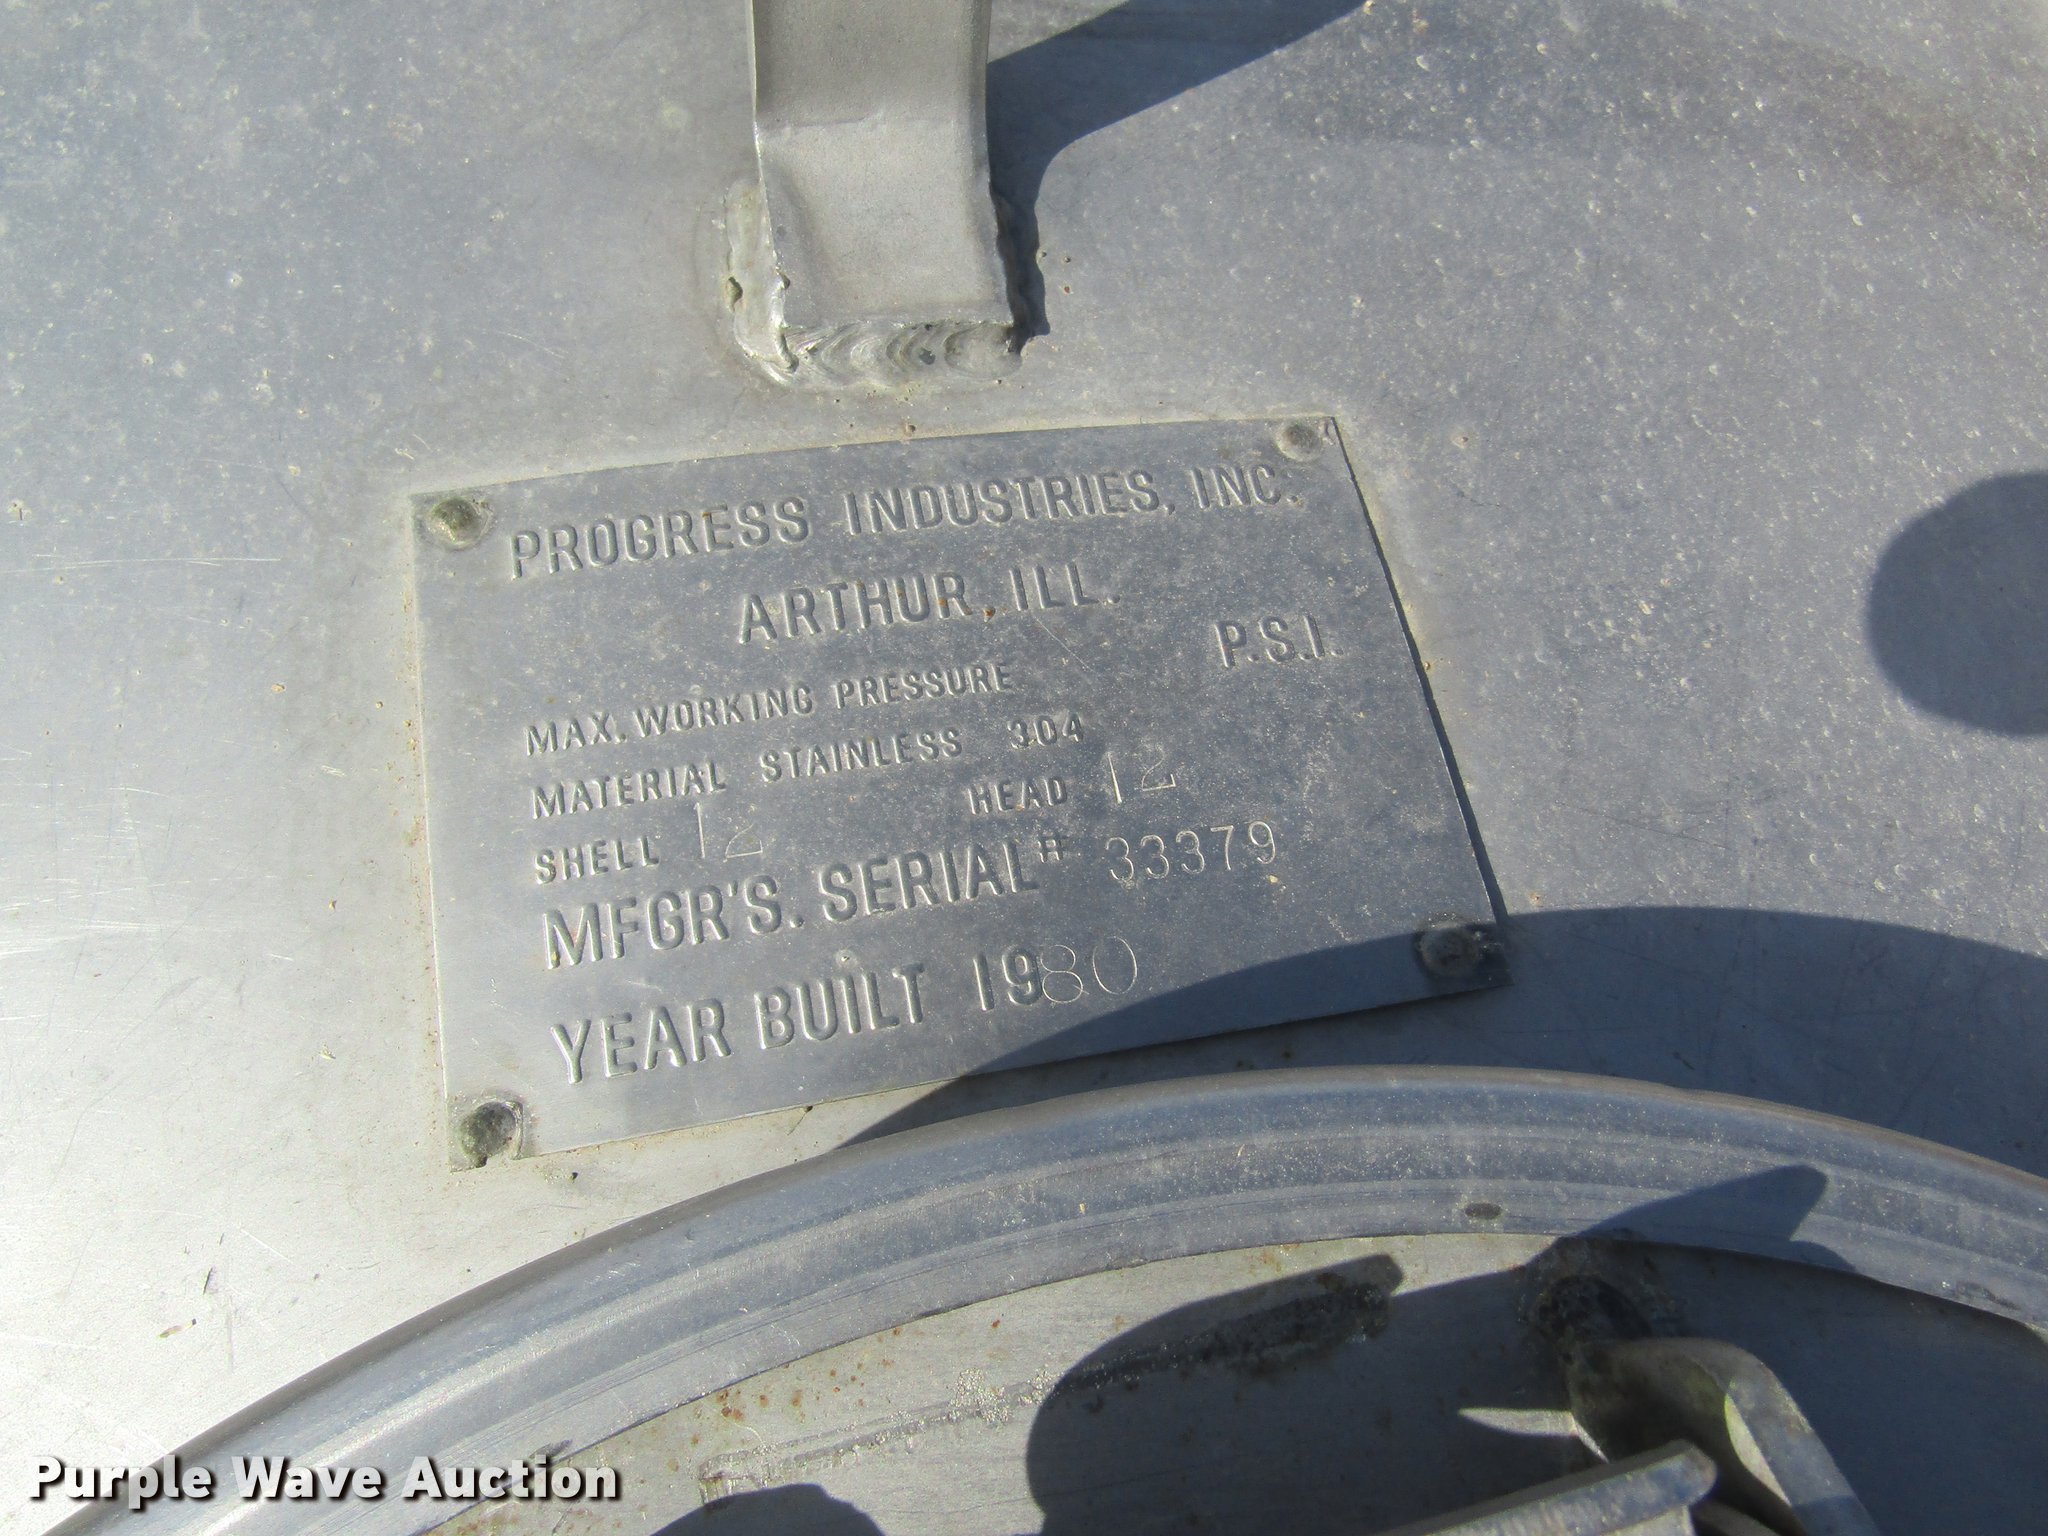 PROGRESS INDUSTRIES, INC.
ARTHUR, ILL.
MAX. WORKING PRESSURE P.S.I.
MATERIAL STAINLESS 304
SHELL 12 HEAD 12
MFGR'S. SERIAL # 33379
YEAR BUILT 1980
Purple Wave Auction